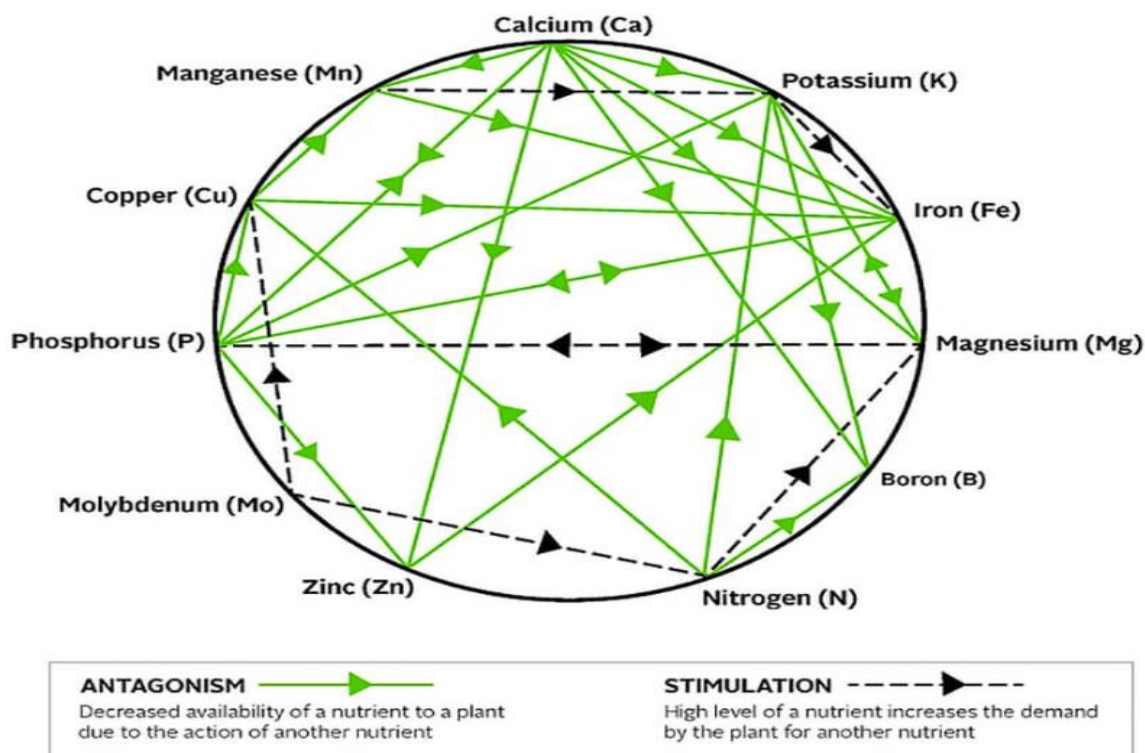 Calcium (Ca)
Manganese (Mn)
Potassium (K)
Copper (Cu)
Iron (Fe)
Phosphorus (P)
Magnesium (Mg)
Boron (B)
Molybdenum (Mo)
Zinc (Zn)
Nitrogen (N)
ANTAGONISM
Decreased availability of a nutrient to a plant
due to the action of another nutrient
STIMULATION
High level of a nutrient increases the demand
by the plant for another nutrient